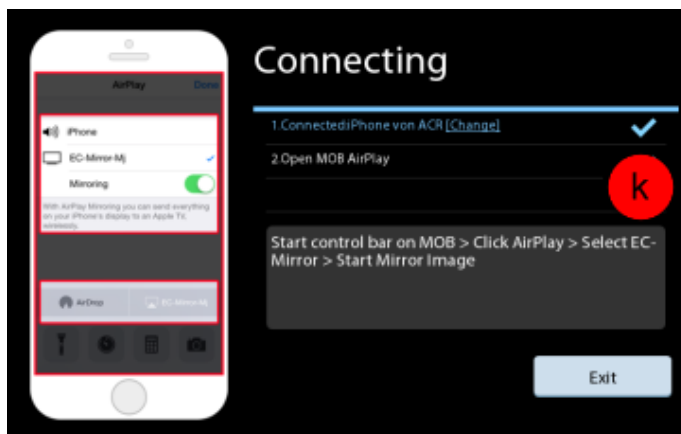 AirPlay Done
iPhone
EC-Mirror-Mj
Mirroring
With AirPlay Mirroring you can send everything
on your iPhone's display to an Apple TV,
wirelessly.
AirDrop EC-Mirror-Mj
Connecting
1.ConnectediPhone von ACR [Change]
2.Open MOB AirPlay
k
Start control bar on MOB > Click AirPlay > Select EC-
Mirror > Start Mirror Image
Exit